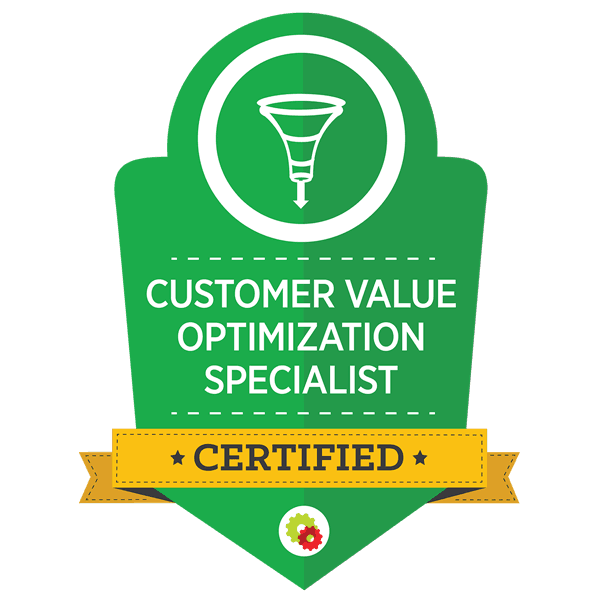 CUSTOMER VALUE
OPTIMIZATION
SPECIALIST
CERTIFIED